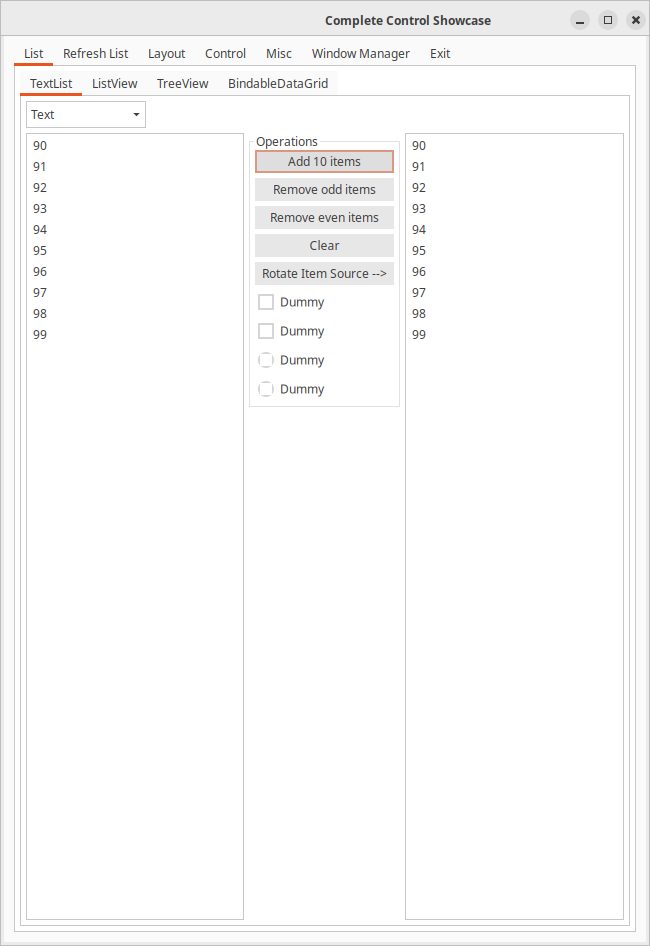 Complete Control Showcase
List Refresh List Layout Control Misc Window Manager Exit
TextList ListView TreeView BindableDataGrid
Text
90
91
92
93
94
95
96
97
98
99
Operations
Add 10 items
Remove odd items
Remove even items
Clear
Rotate Item Source -->
Dummy
Dummy
Dummy
Dummy
90
91
92
93
94
95
96
97
98
99